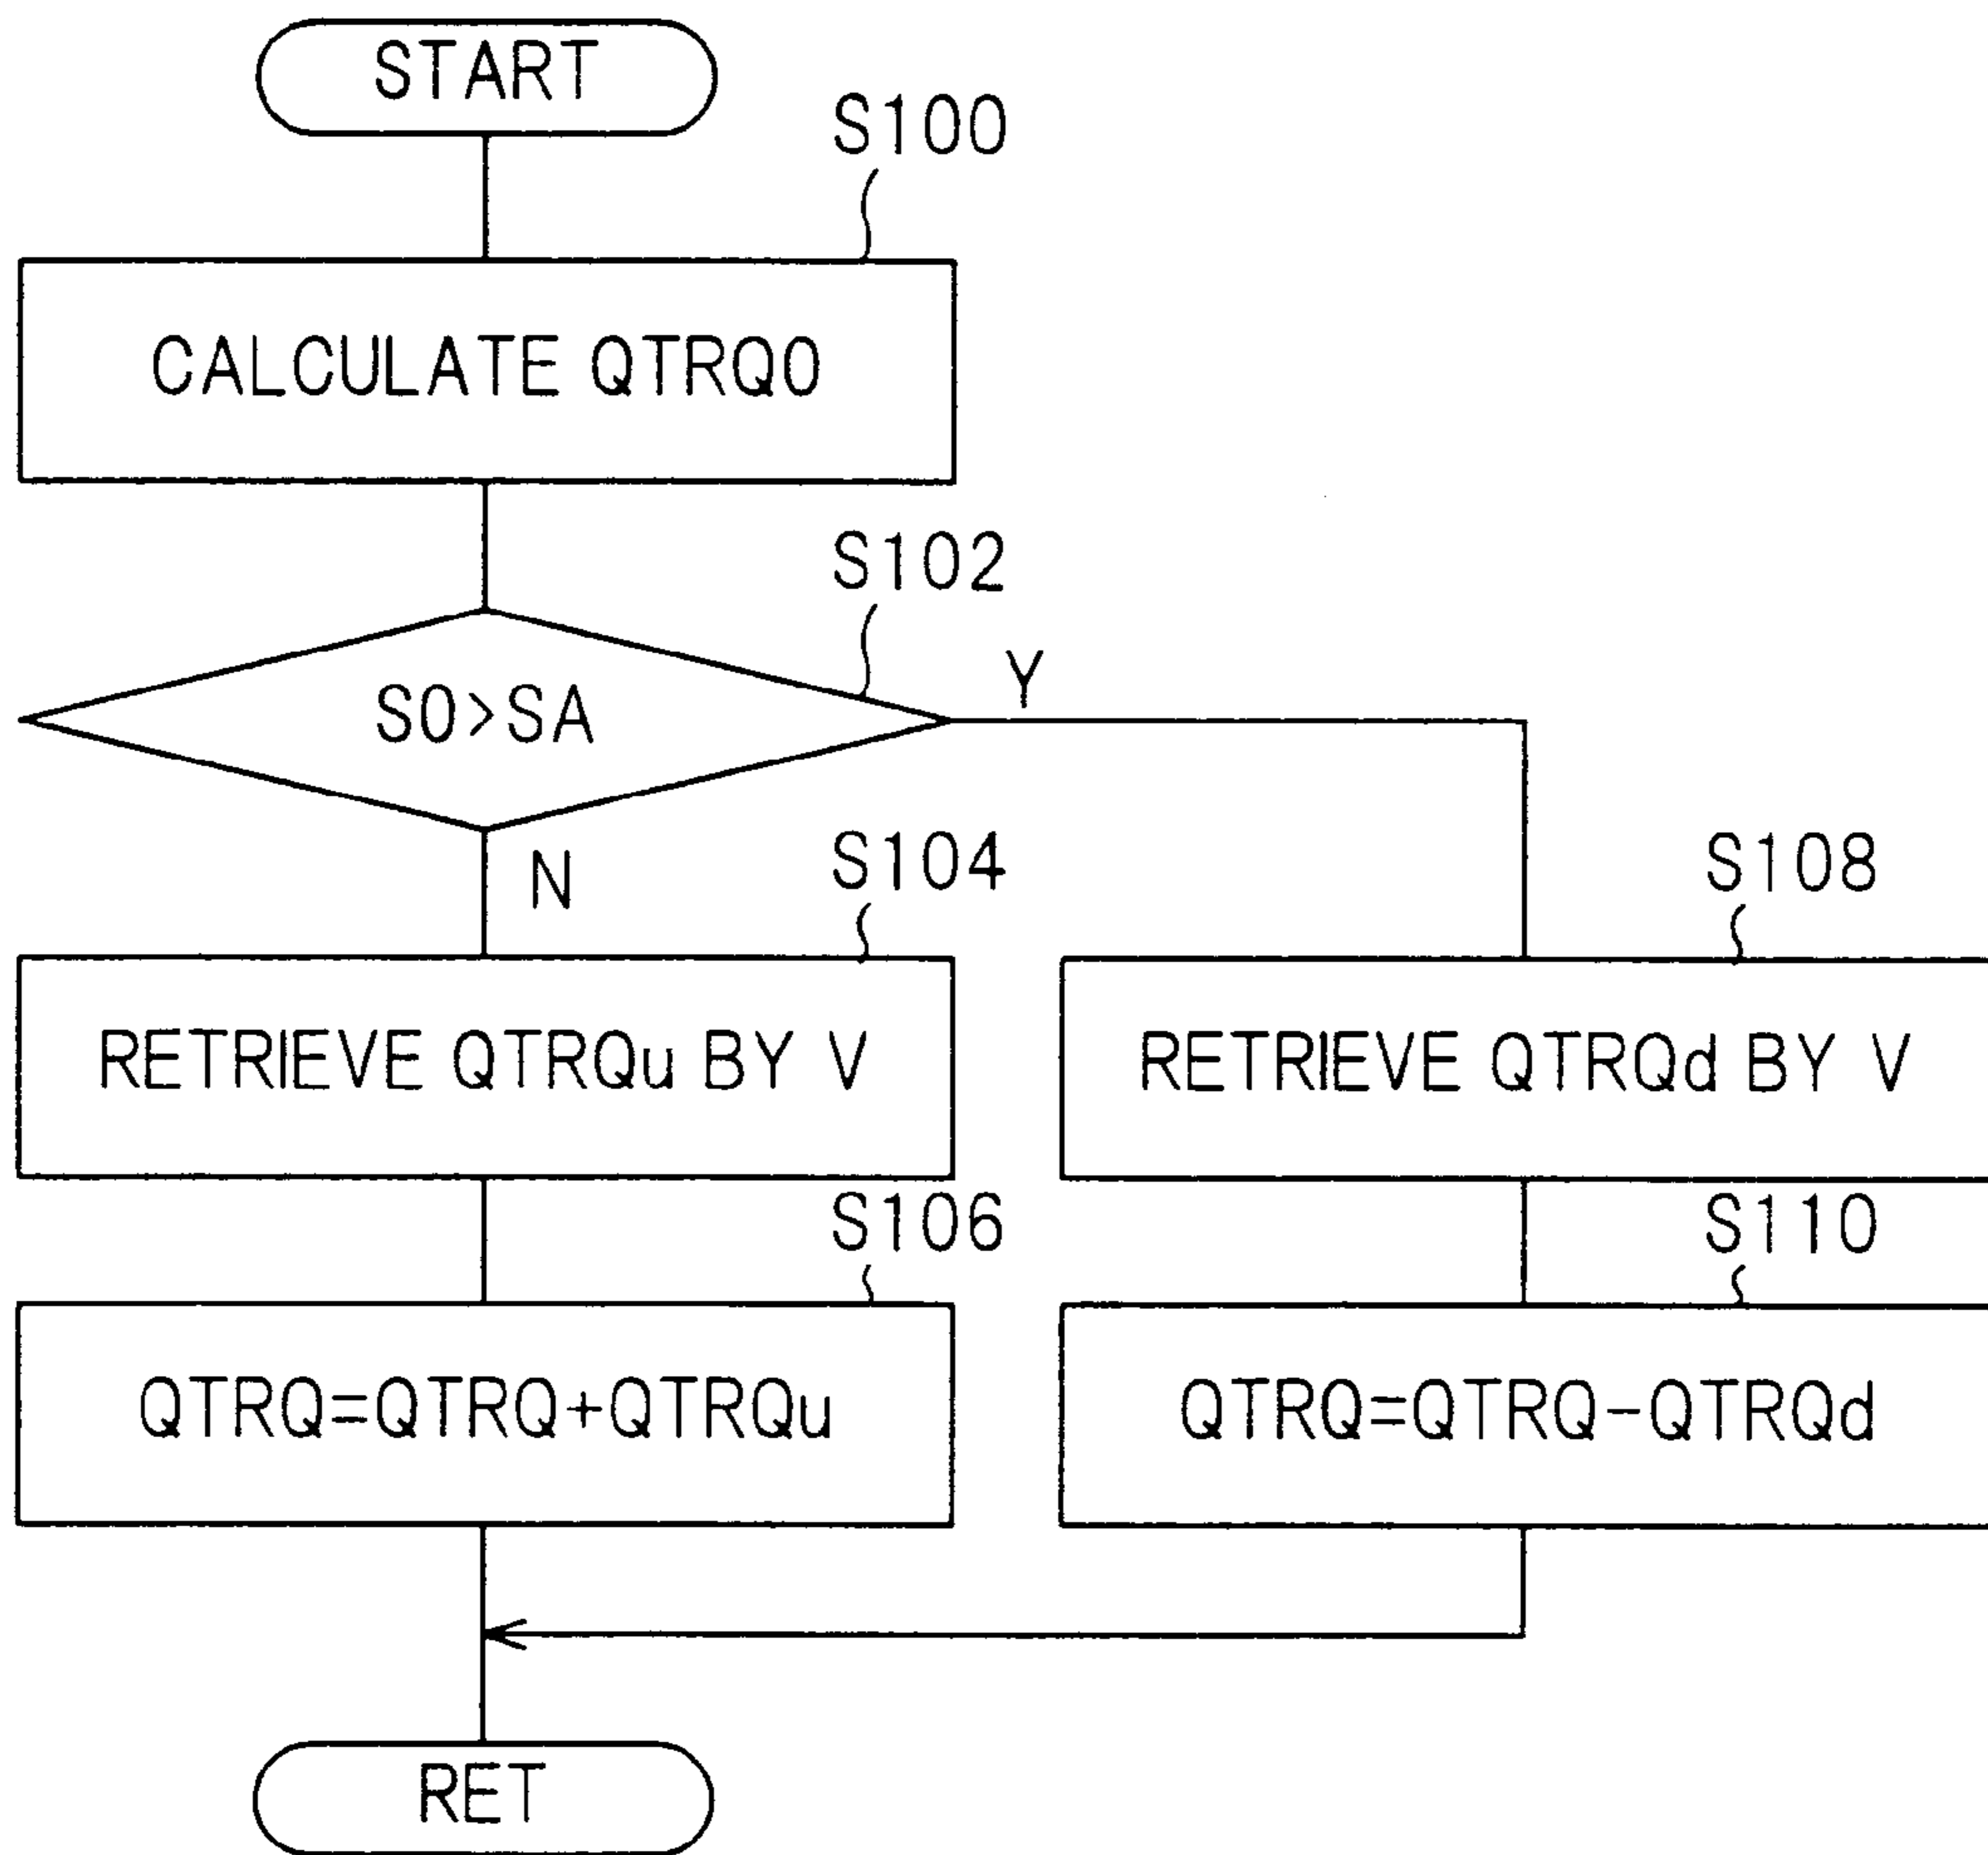 START
S100
CALCULATE QTRQ0
S102
S0>SA
Y
N
S104
RETRIEVE QTRQu BY V
S106
QTRQ=QTRQ+QTRQu
S108
RETRIEVE QTRQd BY V
S110
QTRQ=QTRQ-QTRQd
RET